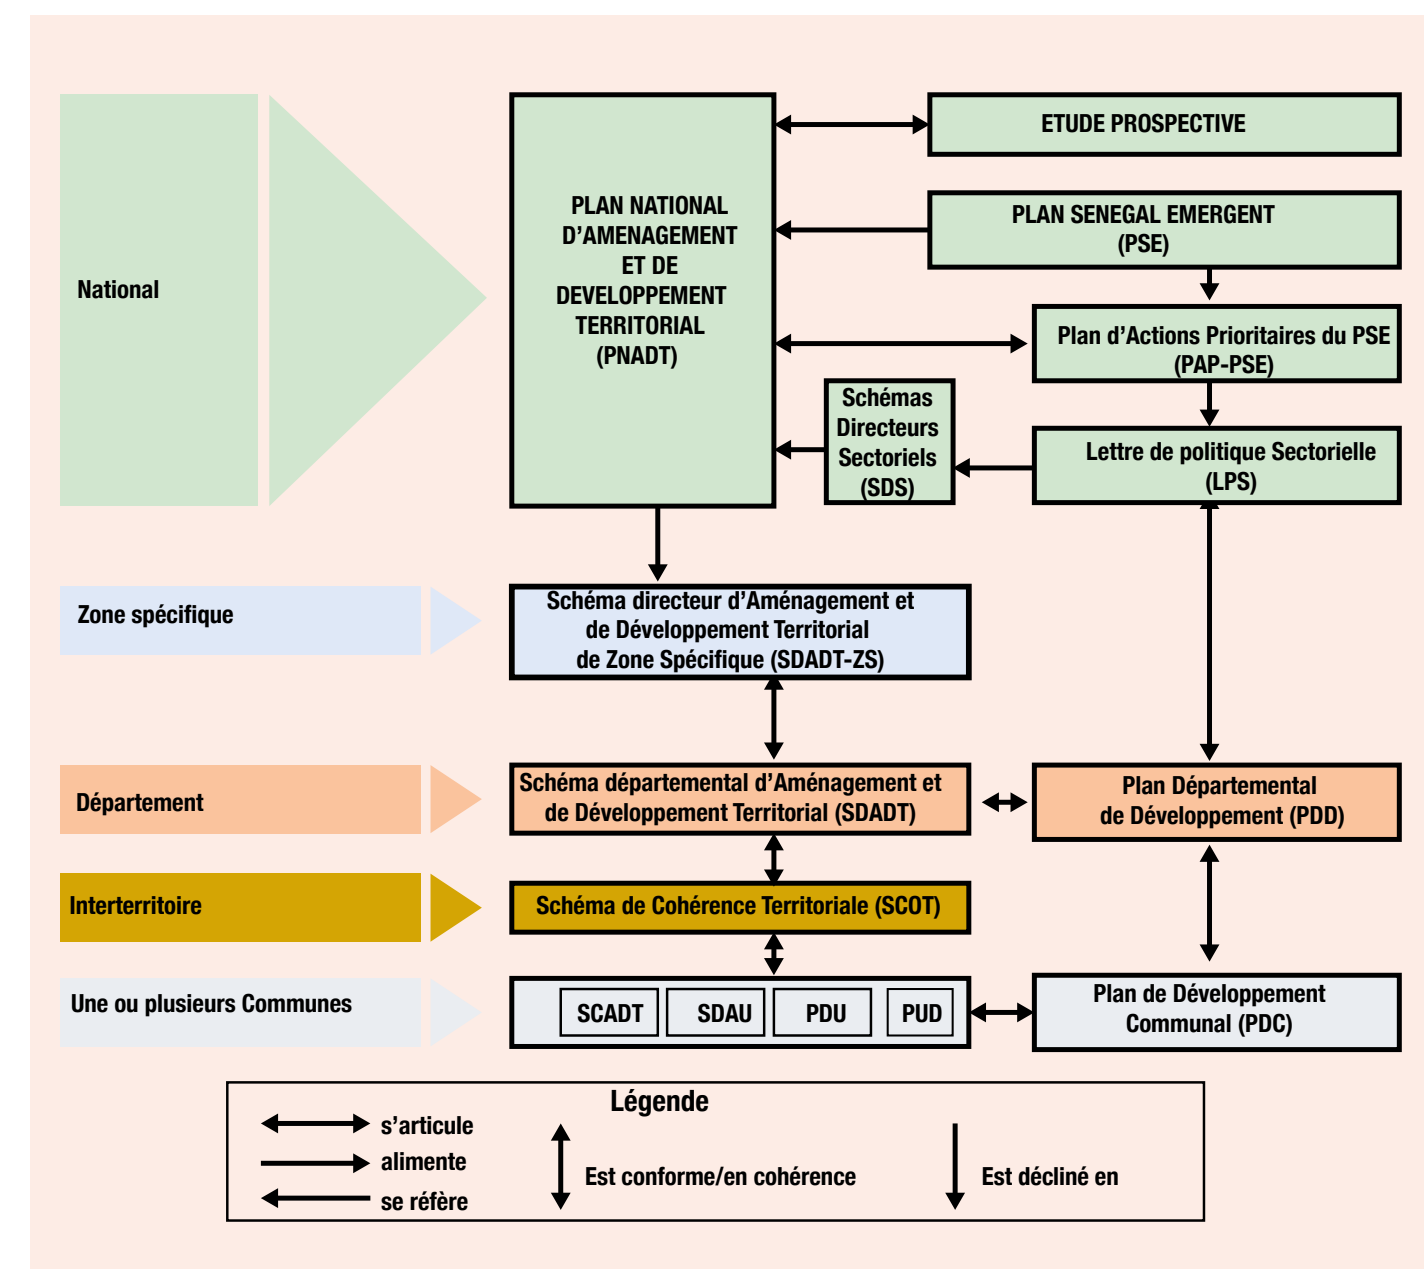 National
PLAN NATIONAL
D’AMENAGEMENT
ET DE
DEVELOPPEMENT
TERRITORIAL
(PNADT)
ETUDE PROSPECTIVE
PLAN SENEGAL EMERGENT
(PSE)
Plan d’Actions Prioritaires du PSE
(PAP-PSE)
Schémas
Directeurs
Sectoriels
(SDS)
Lettre de politique Sectorielle
(LPS)
Zone spécifique
Schéma directeur d’Aménagement et
de Développement Territorial
de Zone Spécifique (SDADT-ZS)
Département
Schéma départemental d’Aménagement et
de Développement Territorial (SDADT)
Plan Départemental
de Développement (PDD)
Interterritoire
Schéma de Cohérence Territoriale (SCOT)
Une ou plusieurs Communes
SCADT
SDAU
PDU
PUD
Plan de Développement
Communal (PDC)
Légende
s’articule
alimente
se réfère
Est conforme/en cohérence
Est décliné en